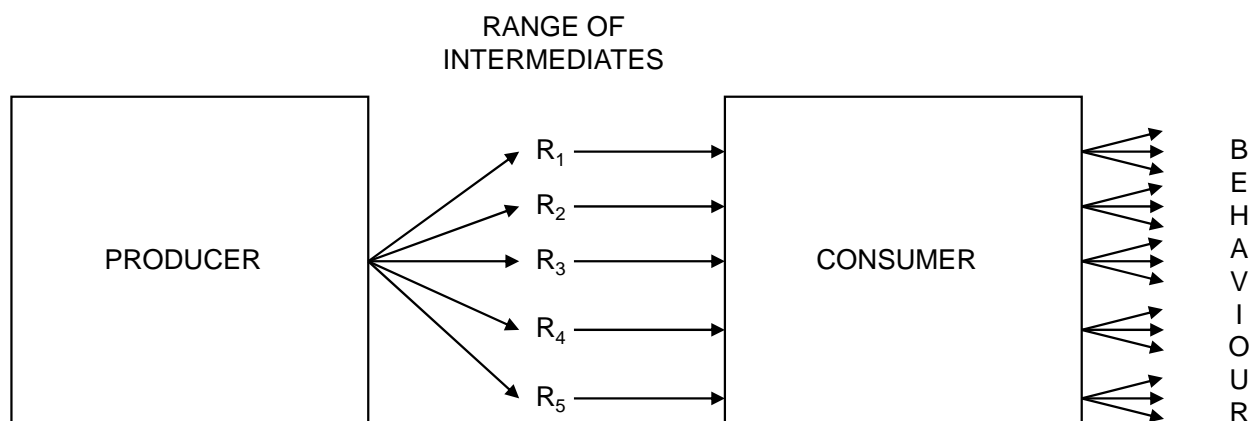 RANGE OF
INTERMEDIATES
PRODUCER
R₁
R₂
R₃
R₄
R₅
CONSUMER
B
E
H
A
V
I
O
U
R